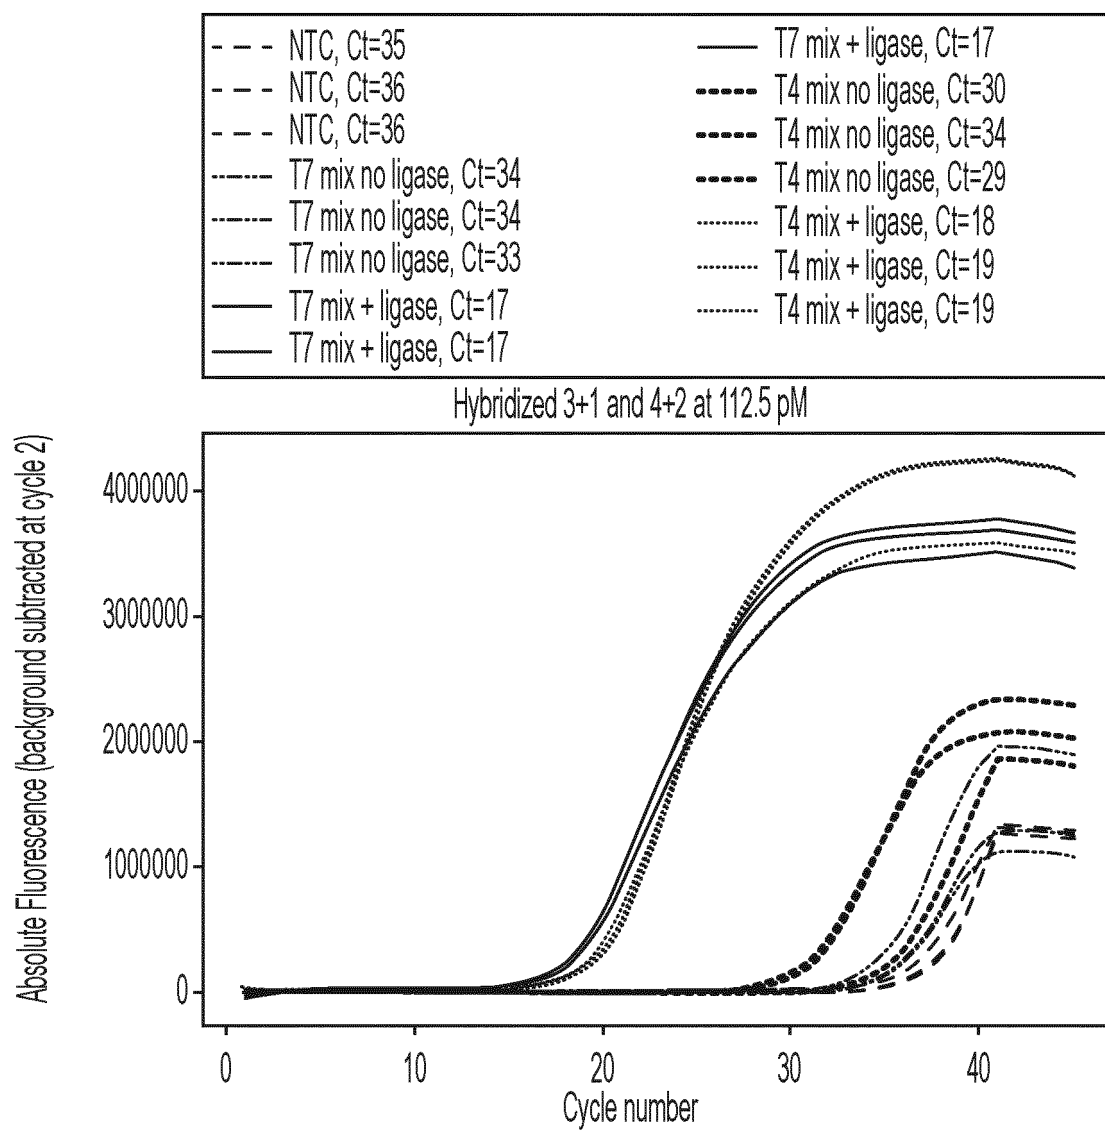 NTC, Ct=35
NTC, Ct=36
NTC, Ct=36
T7 mix no ligase, Ct=34
T7 mix no ligase, Ct=34
T7 mix no ligase, Ct=33
T7 mix + ligase, Ct=17
T7 mix + ligase, Ct=17
T7 mix + ligase, Ct=17
T4 mix no ligase, Ct=30
T4 mix no ligase, Ct=34
T4 mix no ligase, Ct=29
T4 mix + ligase, Ct=18
T4 mix + ligase, Ct=19
T4 mix + ligase, Ct=19
Hybridized 3+1 and 4+2 at 112.5 pM
Absolute Fluorescence (background subtracted at cycle 2)
4000000
3000000
2000000
1000000
0
0 10 20 30 40
Cycle number